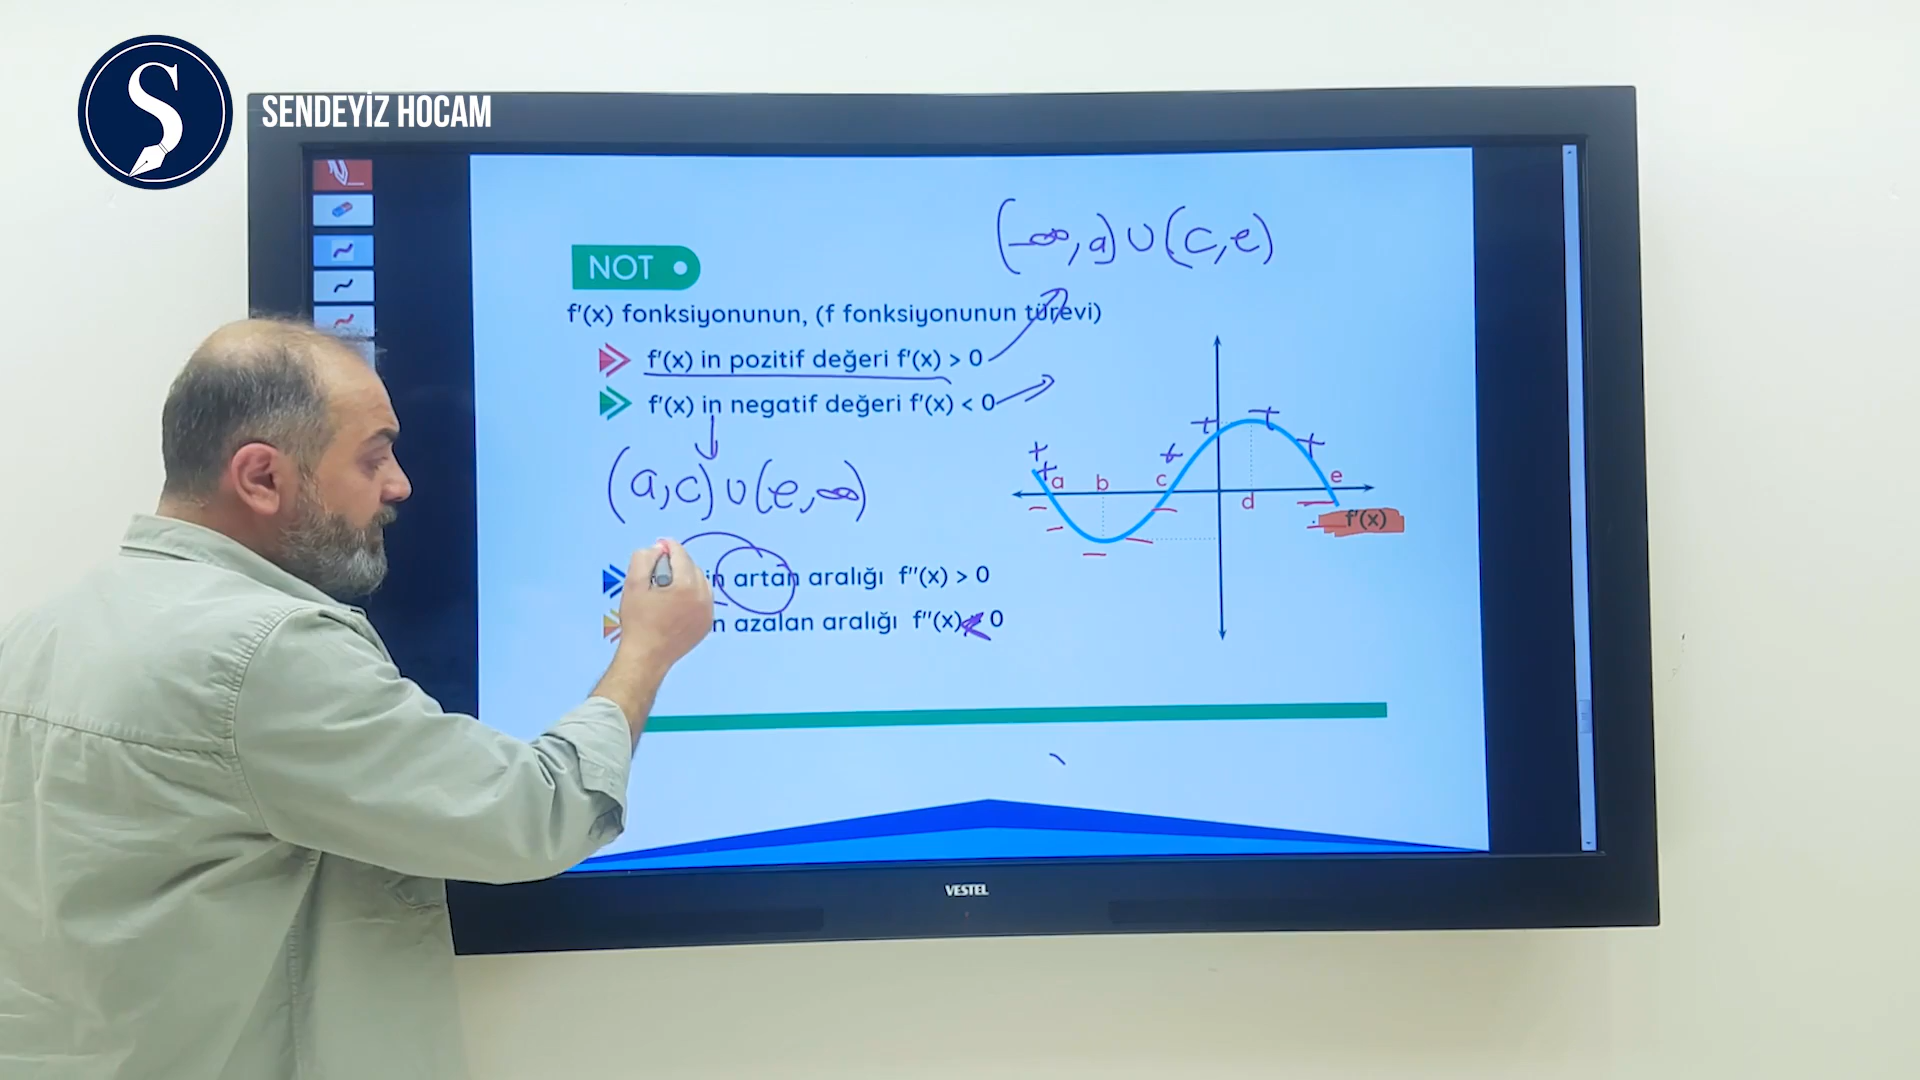 SENDEYİZ HOCAM
(-∞, a) ∪ (c, e)
NOT
f'(x) fonksiyonunun, (f fonksiyonunun türevi)
f'(x) in pozitif değeri f'(x) > 0
f'(x) in negatif değeri f'(x) < 0
(a, c) ∪ (e, ∞)
in artan aralığı f''(x) > 0
n azalan aralığı f''(x) < 0
+ + + + + +
a b c d e
f'(x)
VESTEL